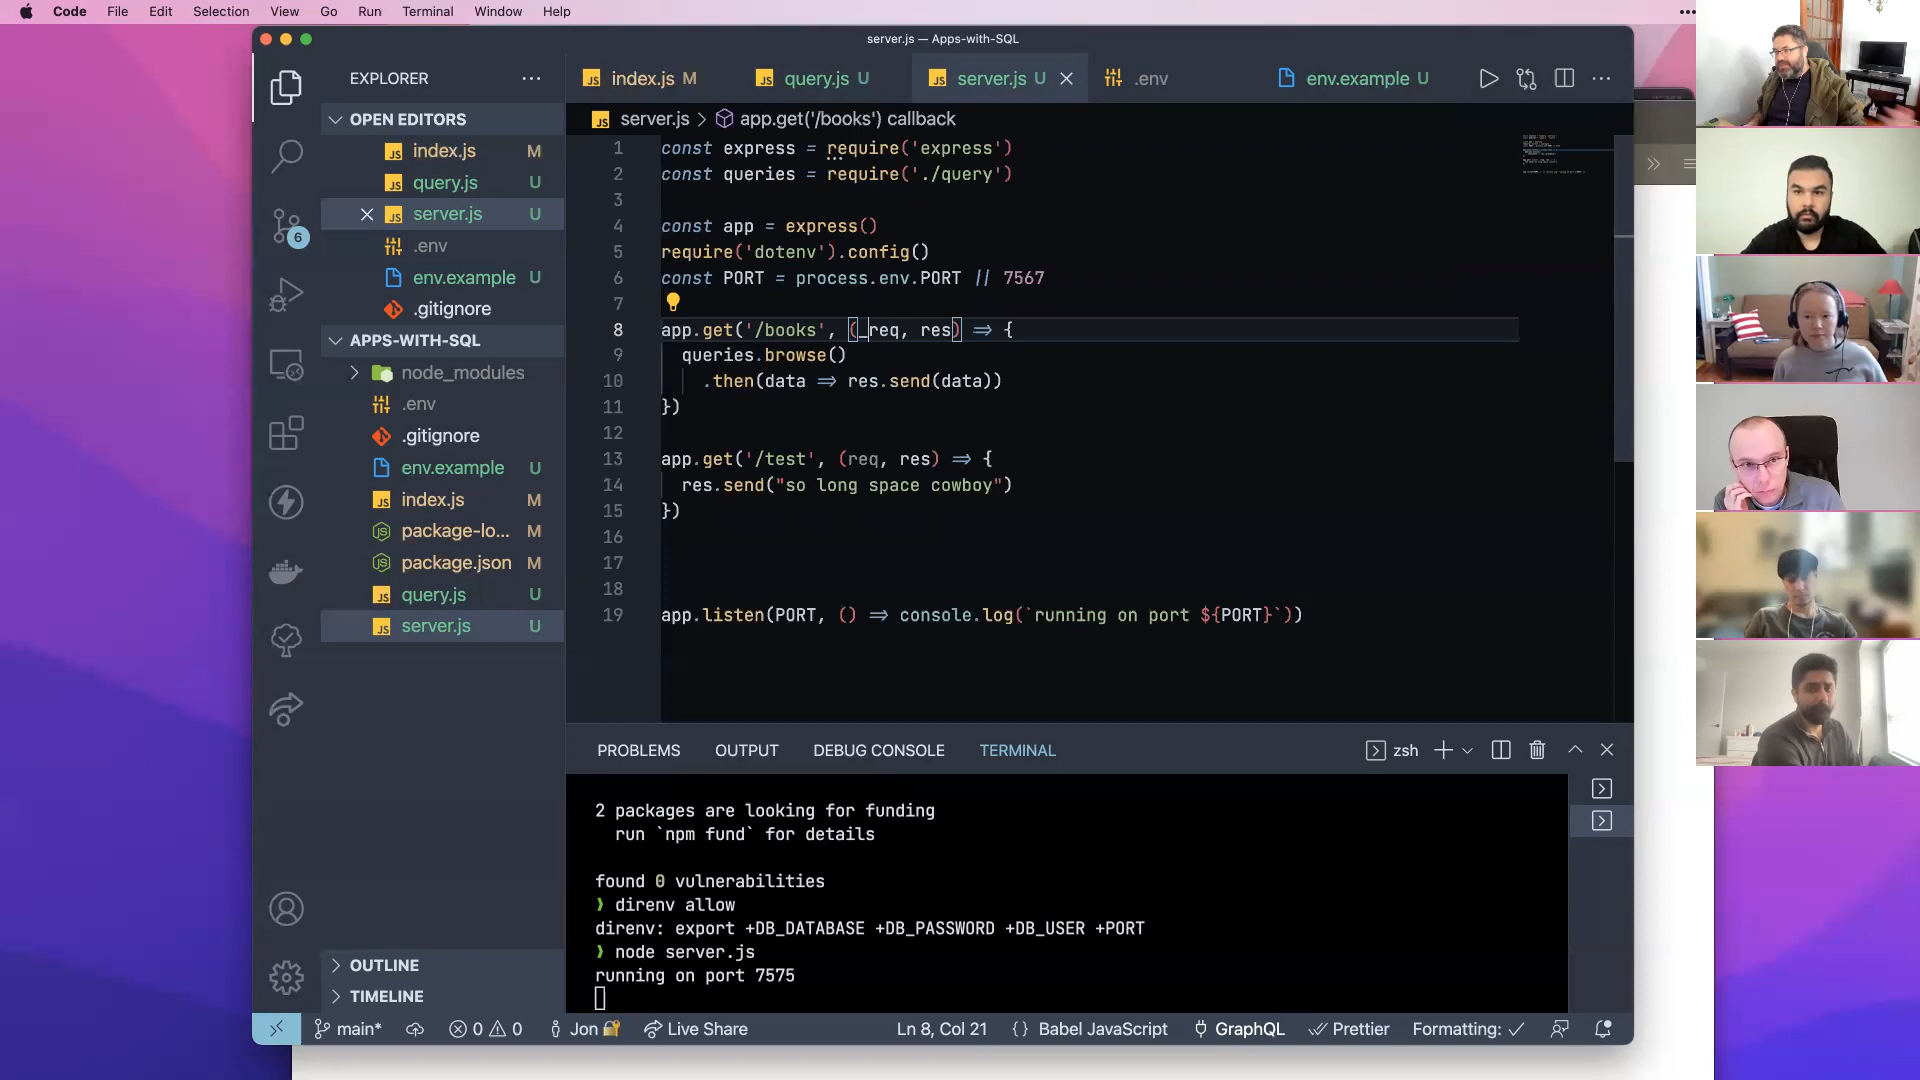 Code File Edit Selection View Go Run Terminal Window Help
server.js — Apps-with-SQL
EXPLORER
OPEN EDITORS
index.js M
query.js U
server.js U
.env
env.example U
.gitignore
APPS-WITH-SQL
node_modules
.env
.gitignore
env.example U
index.js M
package-lo... M
package.json M
query.js U
server.js U
OUTLINE
TIMELINE
6
index.js M query.js U server.js U .env env.example U
server.js > app.get('/books') callback
1 const express = require('express')
2 const queries = require('./query')
3
4 const app = express()
5 require('dotenv').config()
6 const PORT = process.env.PORT || 7567
7
8 app.get('/books', (_req, res) => {
9 queries.browse()
10 .then(data => res.send(data))
11 })
12
13 app.get('/test', (req, res) => {
14 res.send("so long space cowboy")
15 })
16
17
18
19 app.listen(PORT, () => console.log(`running on port ${PORT}`))
PROBLEMS OUTPUT DEBUG CONSOLE TERMINAL zsh
2 packages are looking for funding
run `npm fund` for details
found 0 vulnerabilities
❯ direnv allow
direnv: export +DB_DATABASE +DB_PASSWORD +DB_USER +PORT
❯ node server.js
running on port 7575
main* 0 0 Jon Live Share Ln 8, Col 21 {} Babel JavaScript GraphQL Prettier Formatting: ✓